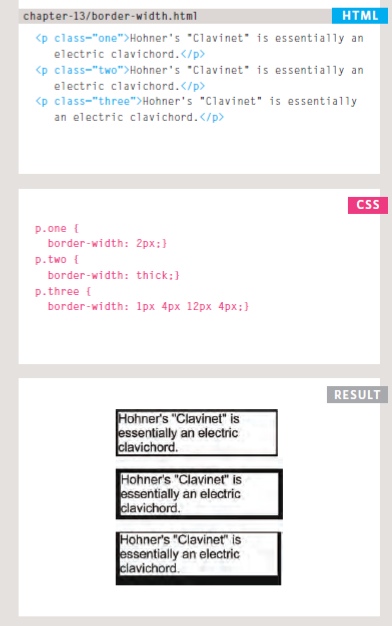 chapter-13/border-width.html HTML
<p class="one">Hohner's "Clavinet" is essentially an
electric clavichord.</p>
<p class="two">Hohner's "Clavinet" is essentially an
electric clavichord.</p>
<p class="three">Hohner's "Clavinet" is essentially
an electric clavichord.</p>
CSS
p.one {
border-width: 2px;}
p.two {
border-width: thick;}
p.three {
border-width: 1px 4px 12px 4px;}
RESULT
Hohner's "Clavinet" is
essentially an electric
clavichord.
Hohner's "Clavinet" is
essentially an electric
clavichord.
Hohner's "Clavinet" is
essentially an electric
clavichord.